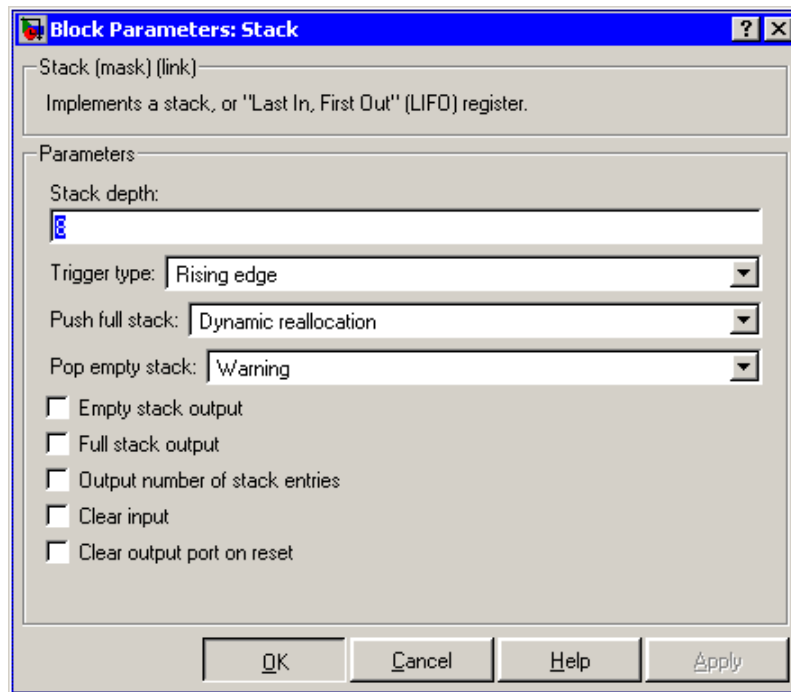 Block Parameters: Stack
Stack (mask) (link)
Implements a stack, or "Last In, First Out" (LIFO) register.
Parameters
Stack depth:
8
Trigger type: Rising edge
Push full stack: Dynamic reallocation
Pop empty stack: Warning
Empty stack output
Full stack output
Output number of stack entries
Clear input
Clear output port on reset
OK Cancel Help Apply